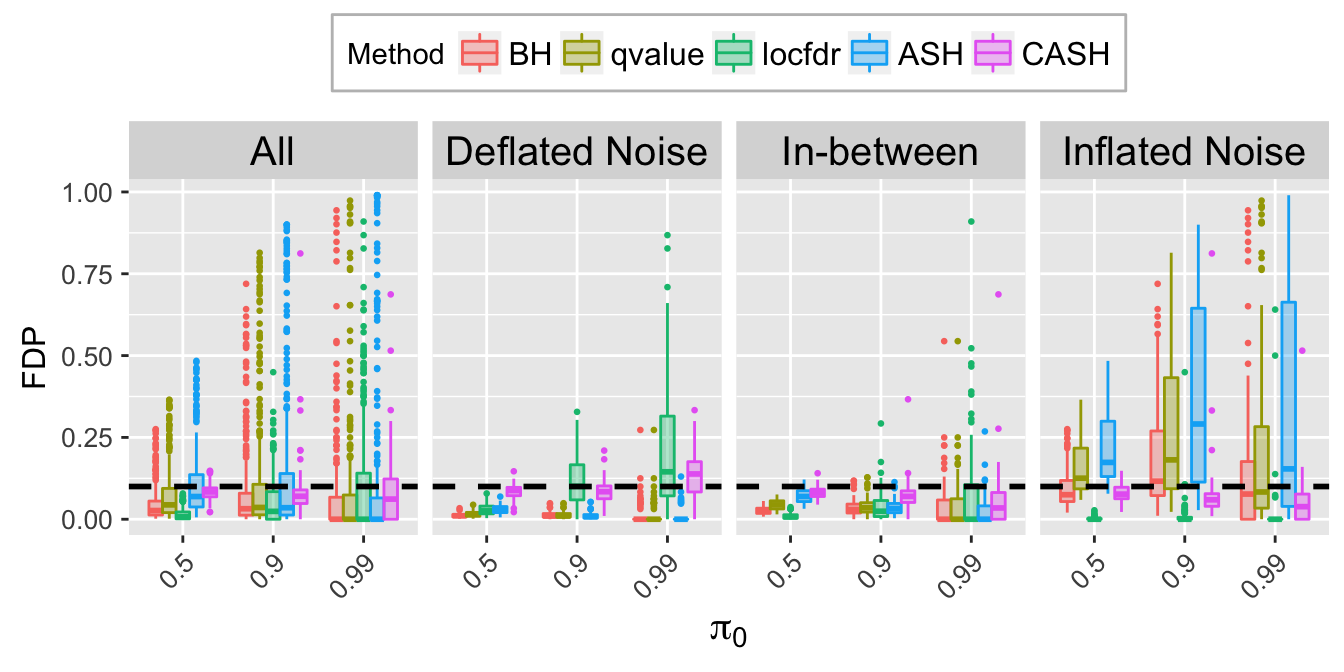 Method BH qvalue locfdr ASH CASH
All Deflated Noise In-between Inflated Noise
1.00
0.75
0.50
0.25
0.00
FDP
0.5 0.9 0.99 0.5 0.9 0.99 0.5 0.9 0.99 0.5 0.9 0.99
π0